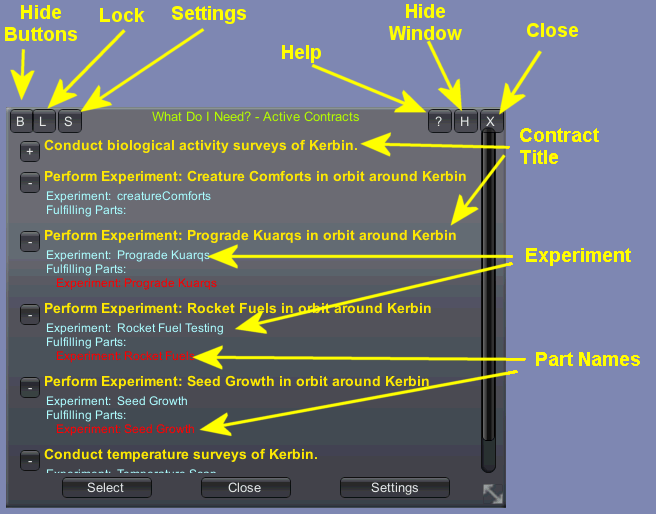 Hide
Buttons
Lock
Settings
Help
Hide
Window
Close
B L S What Do I Need? - Active Contracts ? H X
+ Conduct biological activity surveys of Kerbin.
Contract
Title
- Perform Experiment: Creature Comforts in orbit around Kerbin
Experiment: creatureComforts
Fulfilling Parts:
- Perform Experiment: Prograde Kuarqs in orbit around Kerbin
Experiment: Prograde Kuarqs
Experiment
Fulfilling Parts:
Experiment: Prograde Kuarqs
- Perform Experiment: Rocket Fuels in orbit around Kerbin
Experiment: Rocket Fuel Testing
Fulfilling Parts:
Experiment: Rocket Fuels
Part Names
- Perform Experiment: Seed Growth in orbit around Kerbin
Experiment: Seed Growth
Fulfilling Parts:
Experiment: Seed Growth
- Conduct temperature surveys of Kerbin.
Experiment: Temperature Scan
Select Close Settings